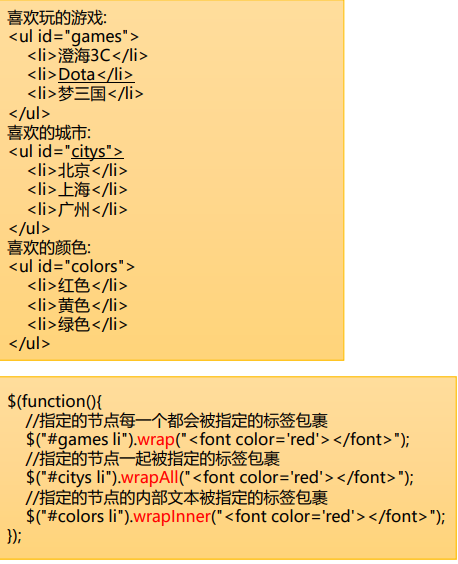 喜欢玩的游戏:
<ul id="games">
<li>澄海3C</li>
<li>Dota</li>
<li>梦三国</li>
</ul>
喜欢的城市:
<ul id="citys">
<li>北京</li>
<li>上海</li>
<li>广州</li>
</ul>
喜欢的颜色:
<ul id="colors">
<li>红色</li>
<li>黄色</li>
<li>绿色</li>
</ul>
$(function(){
//指定的节点每一个都会被指定的标签包裹
$("#games li").wrap("<font color='red'></font>");
//指定的节点一起被指定的标签包裹
$("#citys li").wrapAll("<font color='red'></font>");
//指定的节点的内部文本被指定的标签包裹
$("#colors li").wrapInner("<font color='red'></font>");
});